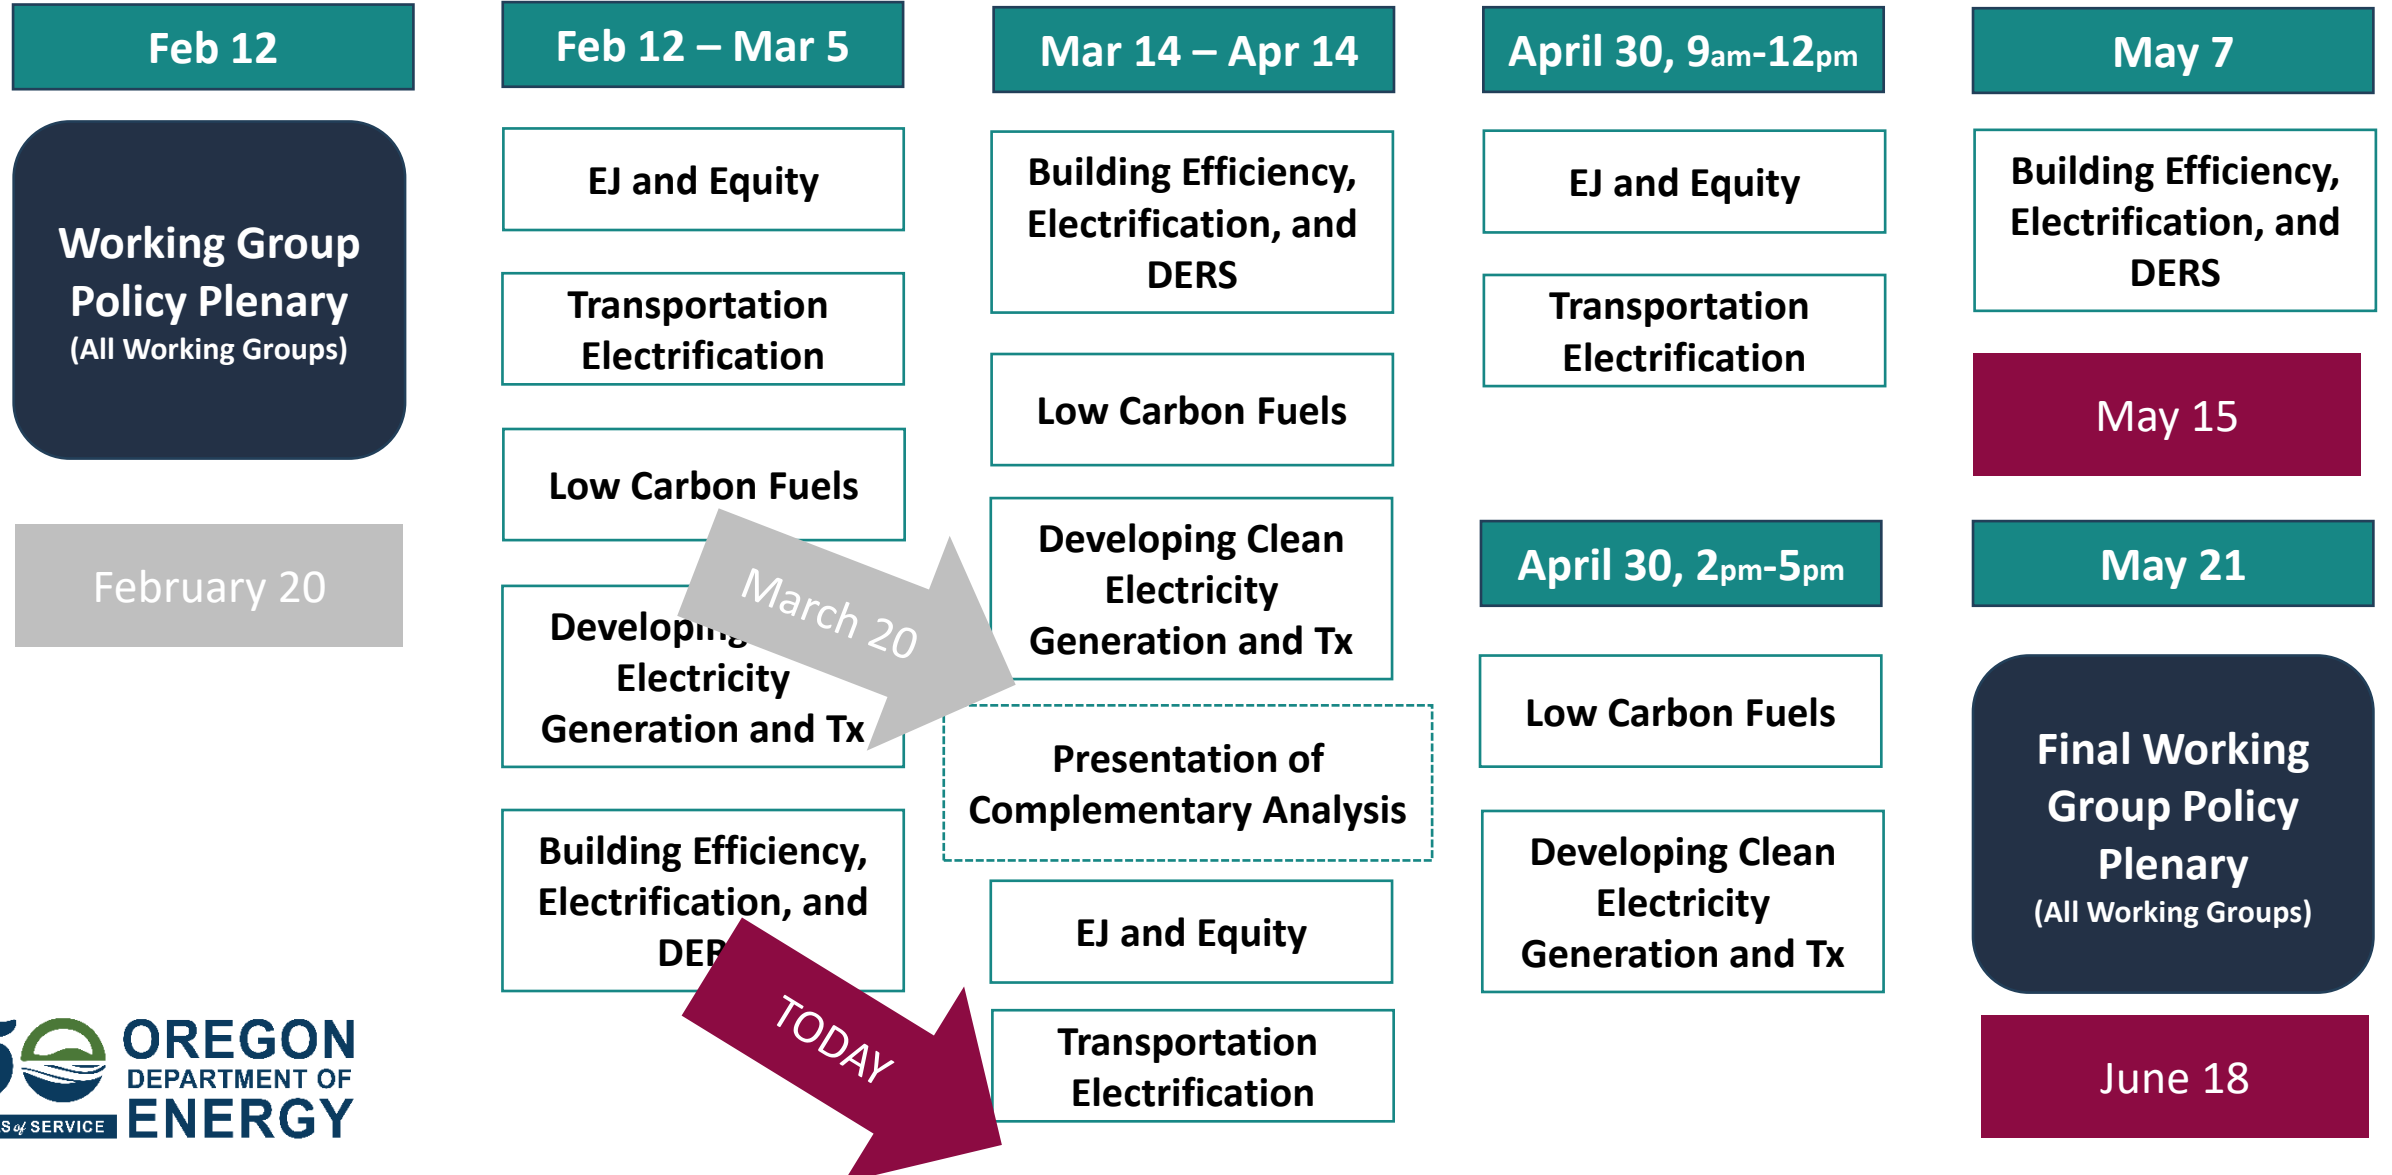 Feb 12
Working Group
Policy Plenary
(All Working Groups)
February 20
Feb 12 – Mar 5
EJ and Equity
Transportation
Electrification
Low Carbon Fuels
Developing
Electricity
Generation and Tx
Building Efficiency,
Electrification, and
March 20
TODAY
Mar 14 – Apr 14
Building Efficiency,
Electrification, and
DERS
Low Carbon Fuels
Developing Clean
Electricity
Generation and Tx
Presentation of
Complementary Analysis
EJ and Equity
Transportation
Electrification
April 30, 9am-12pm
EJ and Equity
Transportation
Electrification
April 30, 2pm-5pm
Low Carbon Fuels
Developing Clean
Electricity
Generation and Tx
May 7
Building Efficiency,
Electrification, and
DERS
May 15
May 21
Final Working
Group Policy
Plenary
(All Working Groups)
June 18
OREGON
DEPARTMENT OF
ENERGY
of SERVICE